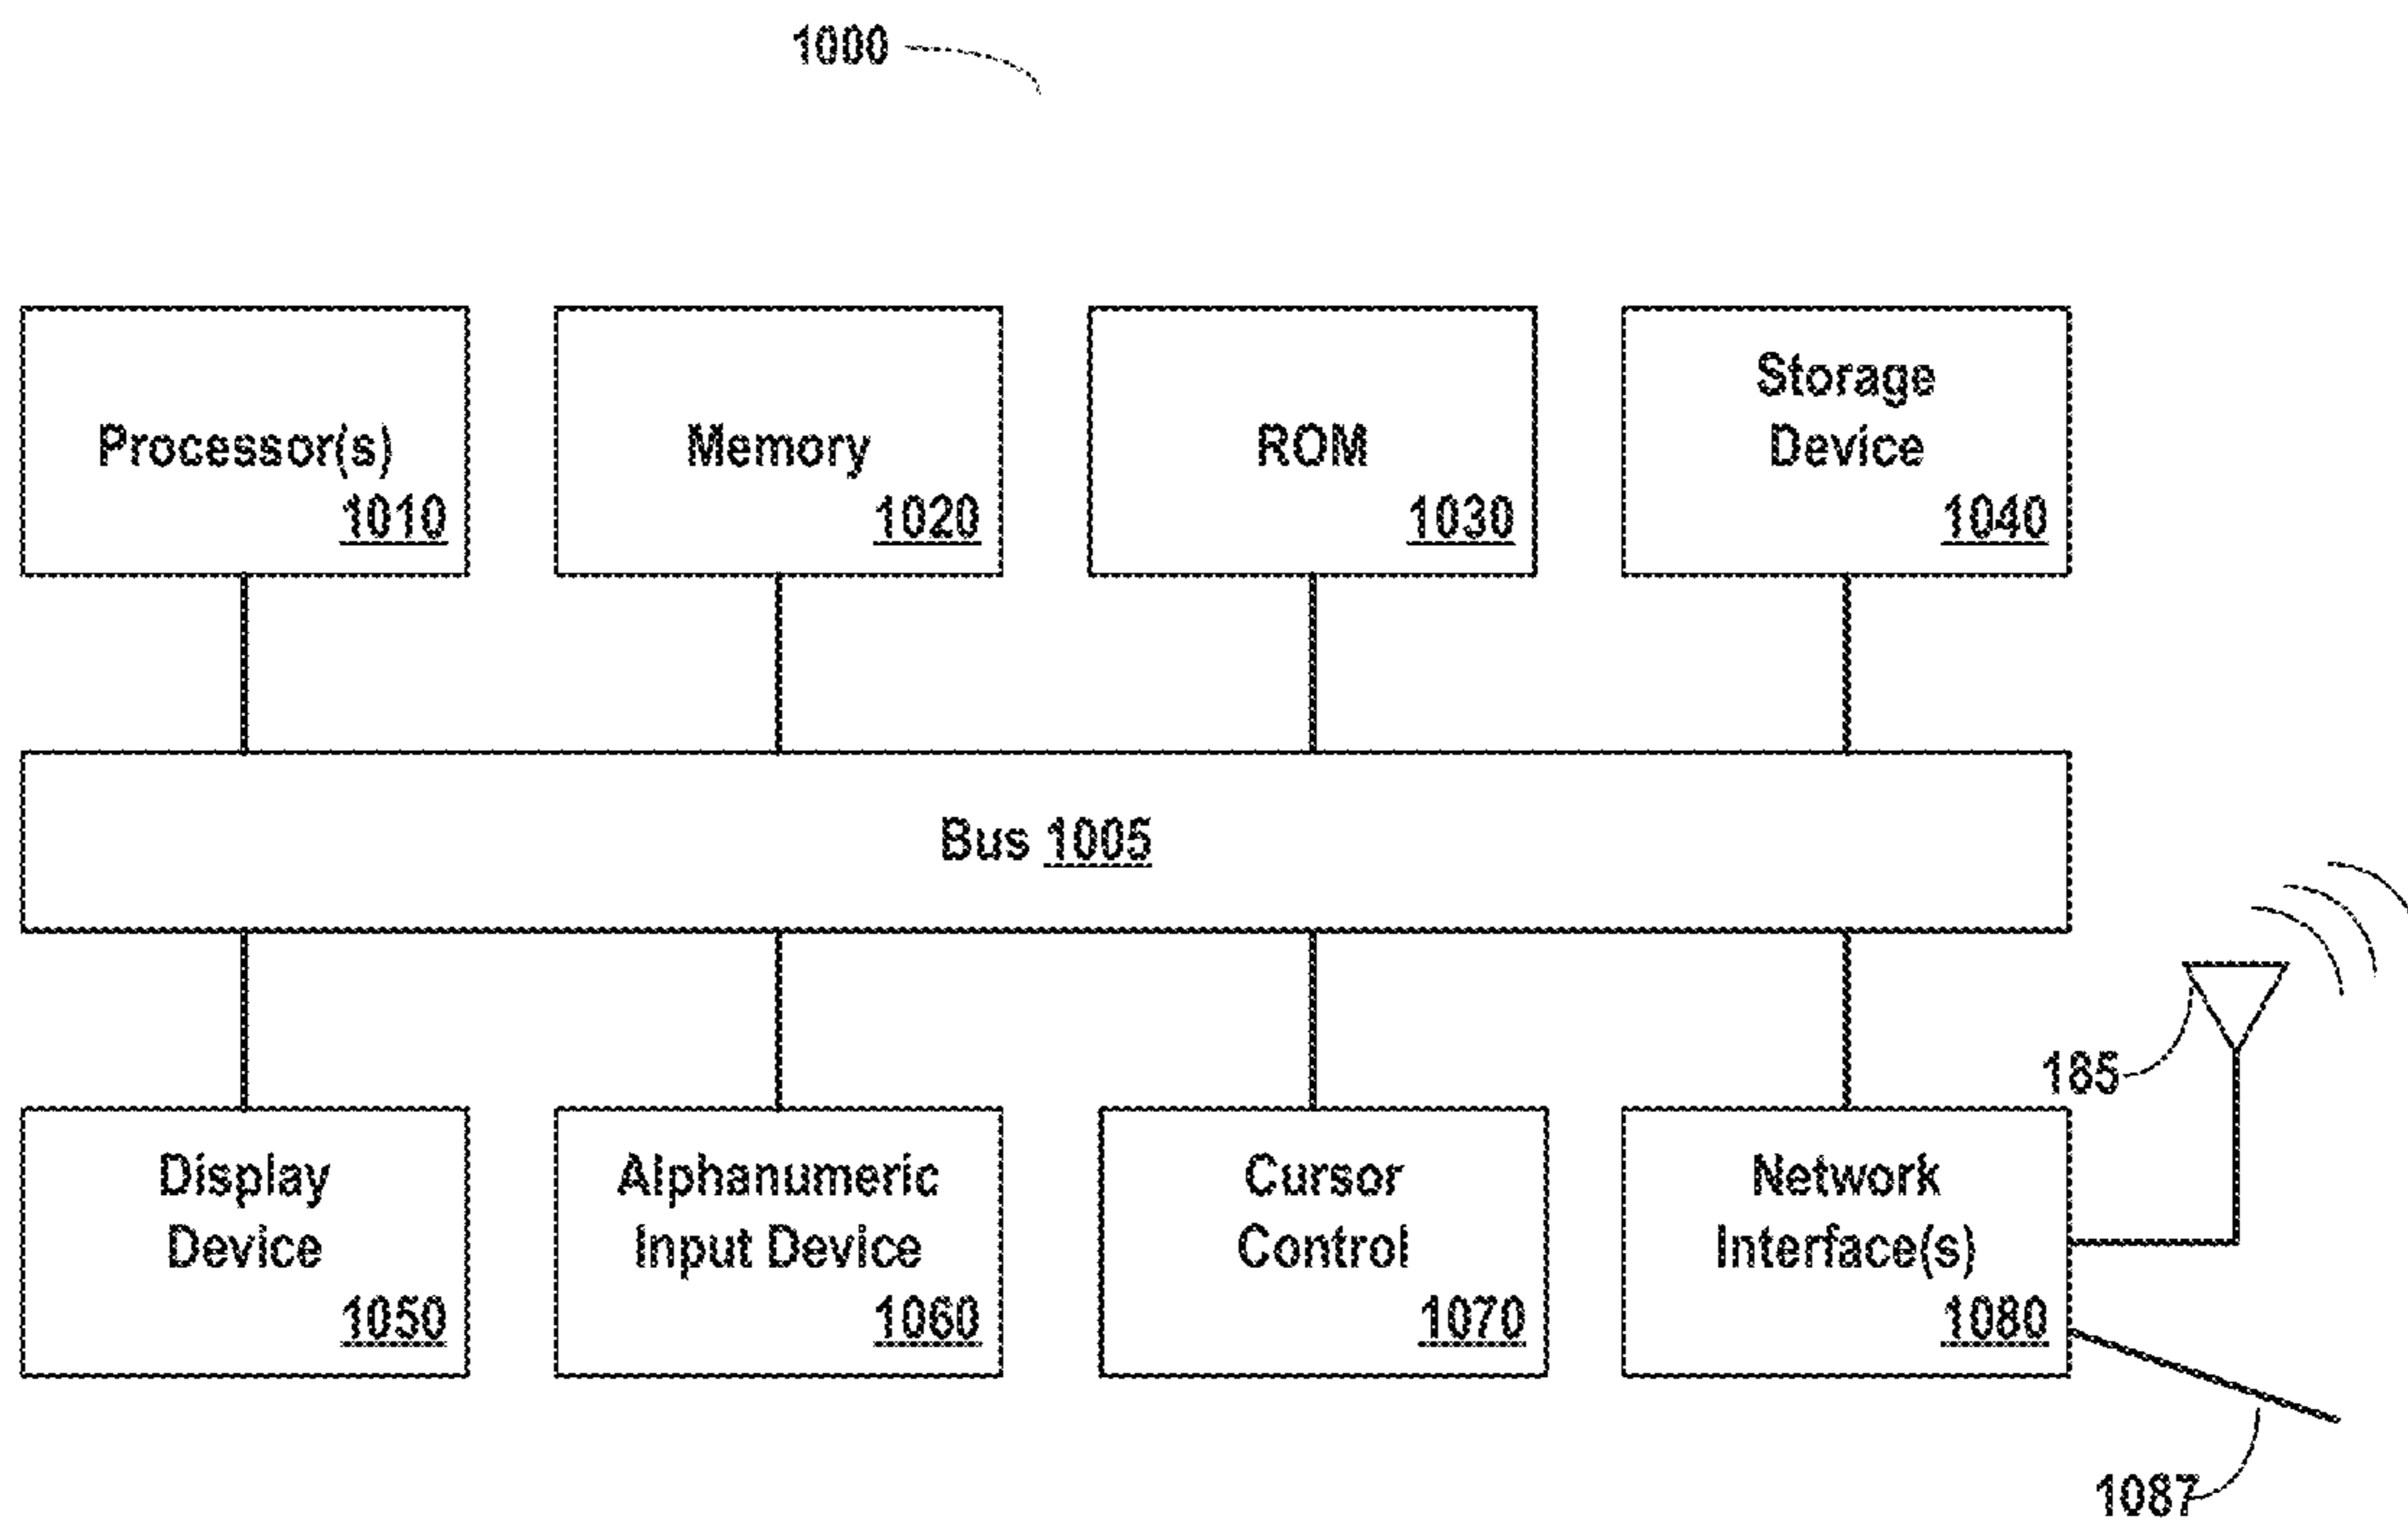 1000
Processor(s)
1010
Memory
1020
ROM
1030
Storage
Device
1040
Bus 1005
185
Display
Device
1050
Alphanumeric
Input Device
1060
Cursor
Control
1070
Network
Interface(s)
1080
1087